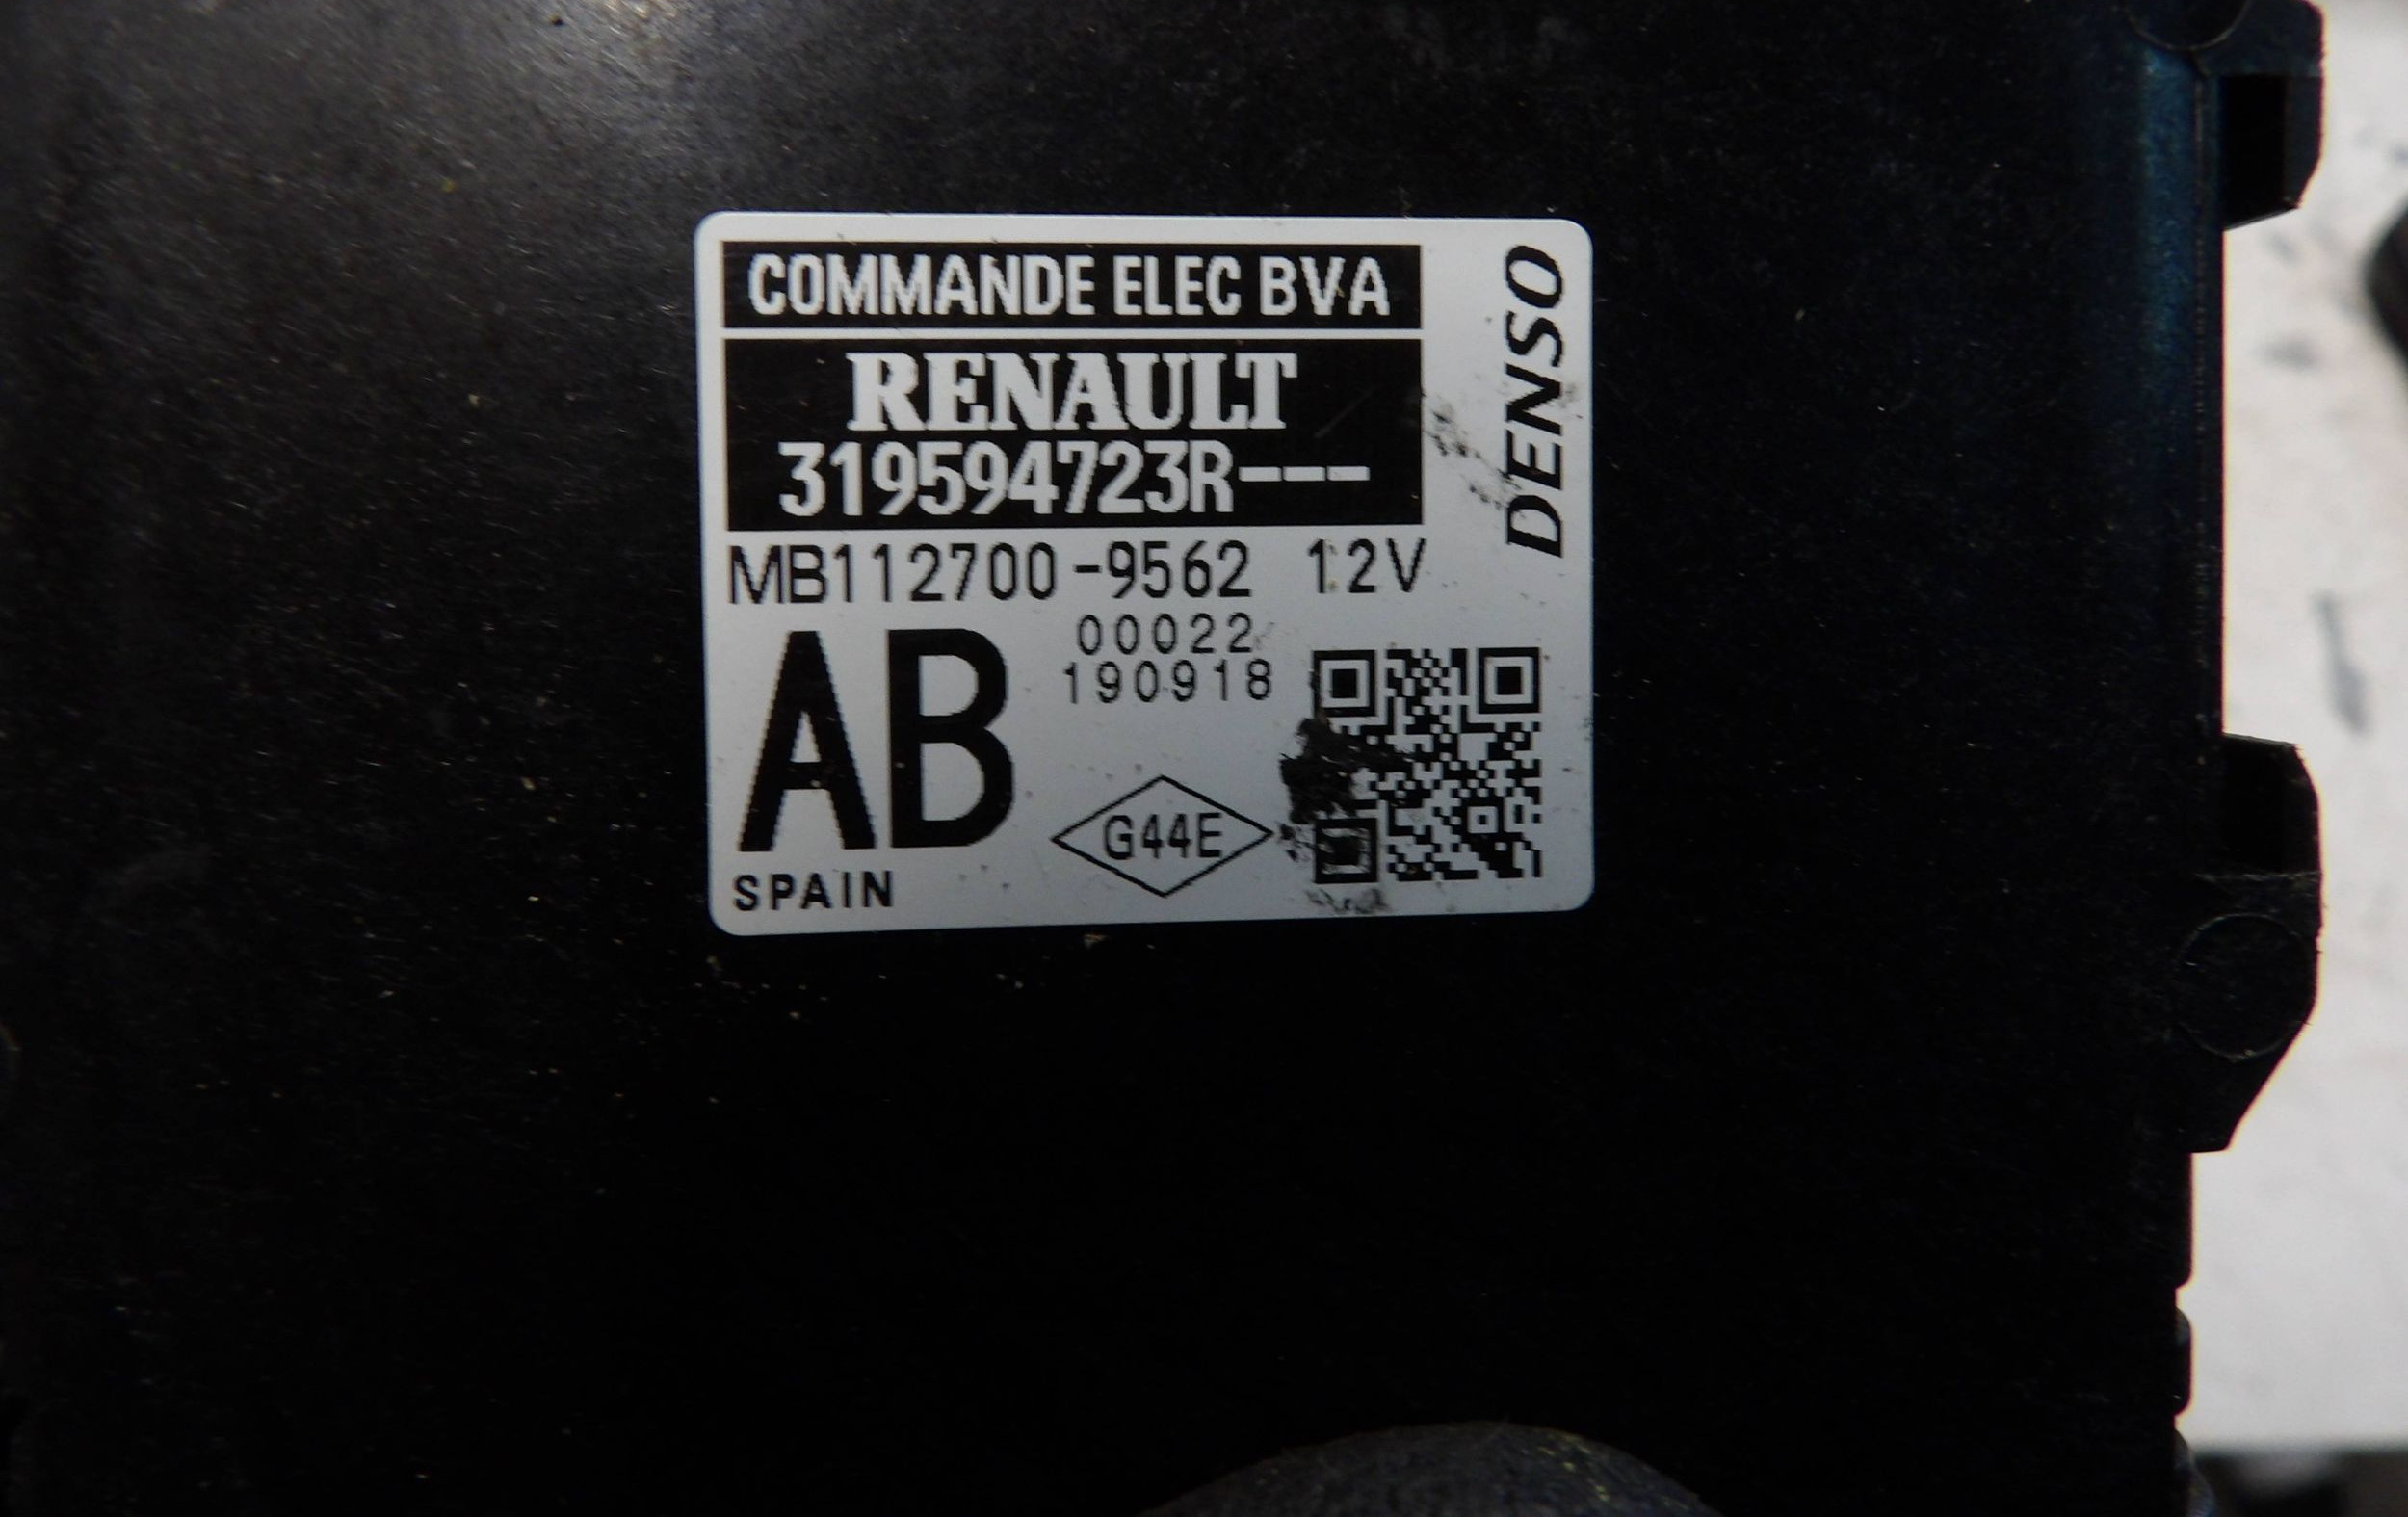 COMMANDE ELEC BVA
RENAULT
319594723R---
MB112700-9562 12V
00022
190918
AB
G44E
SPAIN
DENSO